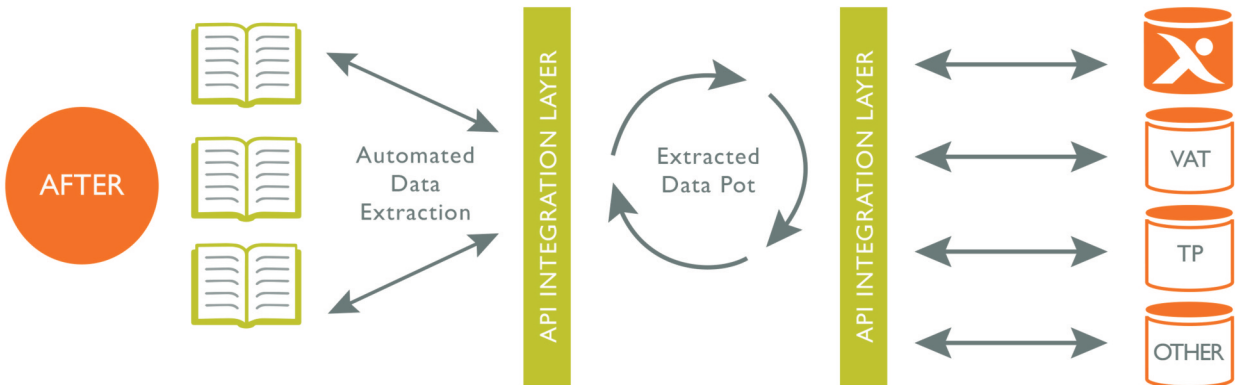 AFTER
Automated
Data
Extraction
API INTEGRATION LAYER
Extracted
Data Pot
API INTEGRATION LAYER
VAT
TP
OTHER